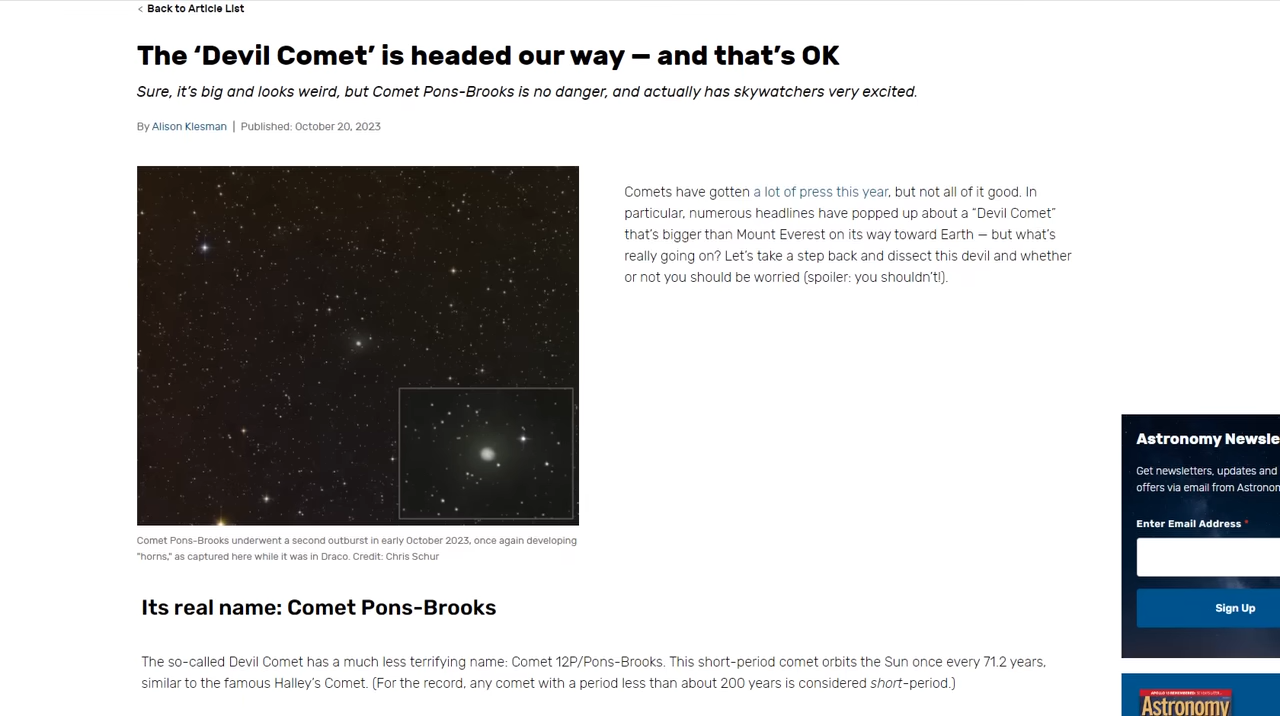 < Back to Article List
The ‘Devil Comet’ is headed our way — and that’s OK
Sure, it’s big and looks weird, but Comet Pons-Brooks is no danger, and actually has skywatchers very excited.
By Alison Klesman | Published: October 20, 2023
Comets have gotten a lot of press this year, but not all of it good. In
particular, numerous headlines have popped up about a “Devil Comet”
that’s bigger than Mount Everest on its way toward Earth — but what’s
really going on? Let’s take a step back and dissect this devil and whether
or not you should be worried (spoiler: you shouldn’t!).
Comet Pons-Brooks underwent a second outburst in early October 2023, once again developing
"horns," as captured here while it was in Draco. Credit: Chris Schur
Its real name: Comet Pons-Brooks
The so-called Devil Comet has a much less terrifying name: Comet 12P/Pons-Brooks. This short-period comet orbits the Sun once every 71.2 years,
similar to the famous Halley’s Comet. (For the record, any comet with a period less than about 200 years is considered short-period.)
Astronomy Newsle
Get newsletters, updates and
offers via email from Astronon
Enter Email Address *
Sign Up
Astronomy